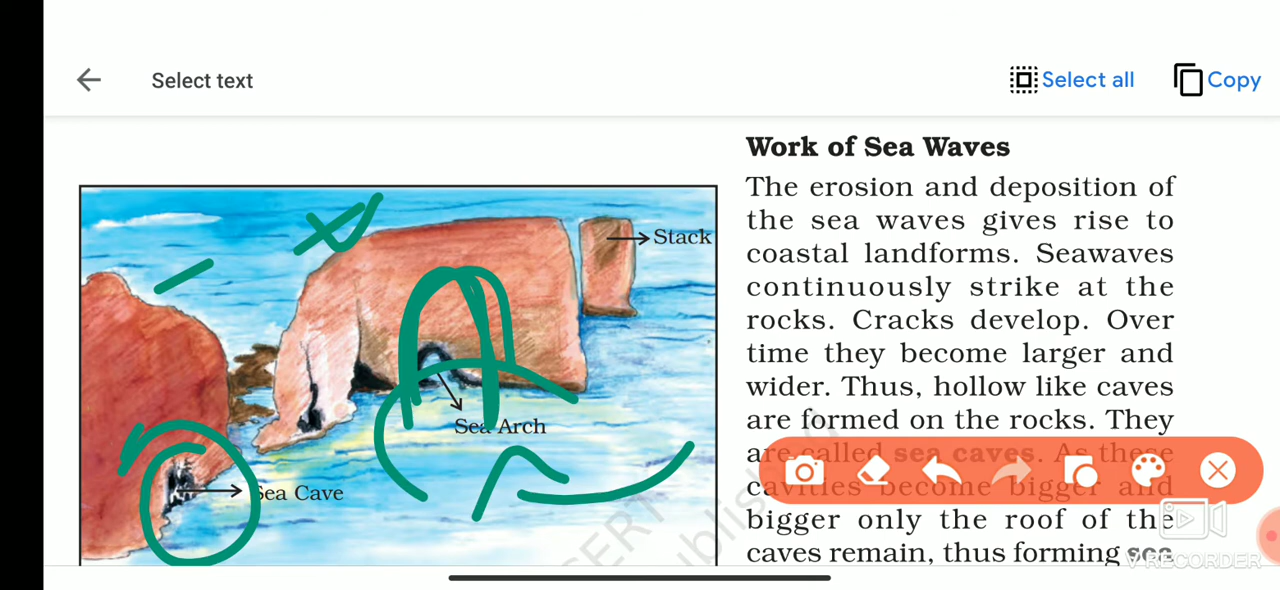 Select text
Select all
Copy
Stack
Sea Arch
Sea Cave
Work of Sea Waves
The erosion and deposition of
the sea waves gives rise to
coastal landforms. Seawaves
continuously strike at the
rocks. Cracks develop. Over
time they become larger and
wider. Thus, hollow like caves
are formed on the rocks. They
are called sea caves. As these
cavities become bigger and
bigger only the roof of the
caves remain, thus forming sea
V RECORDER